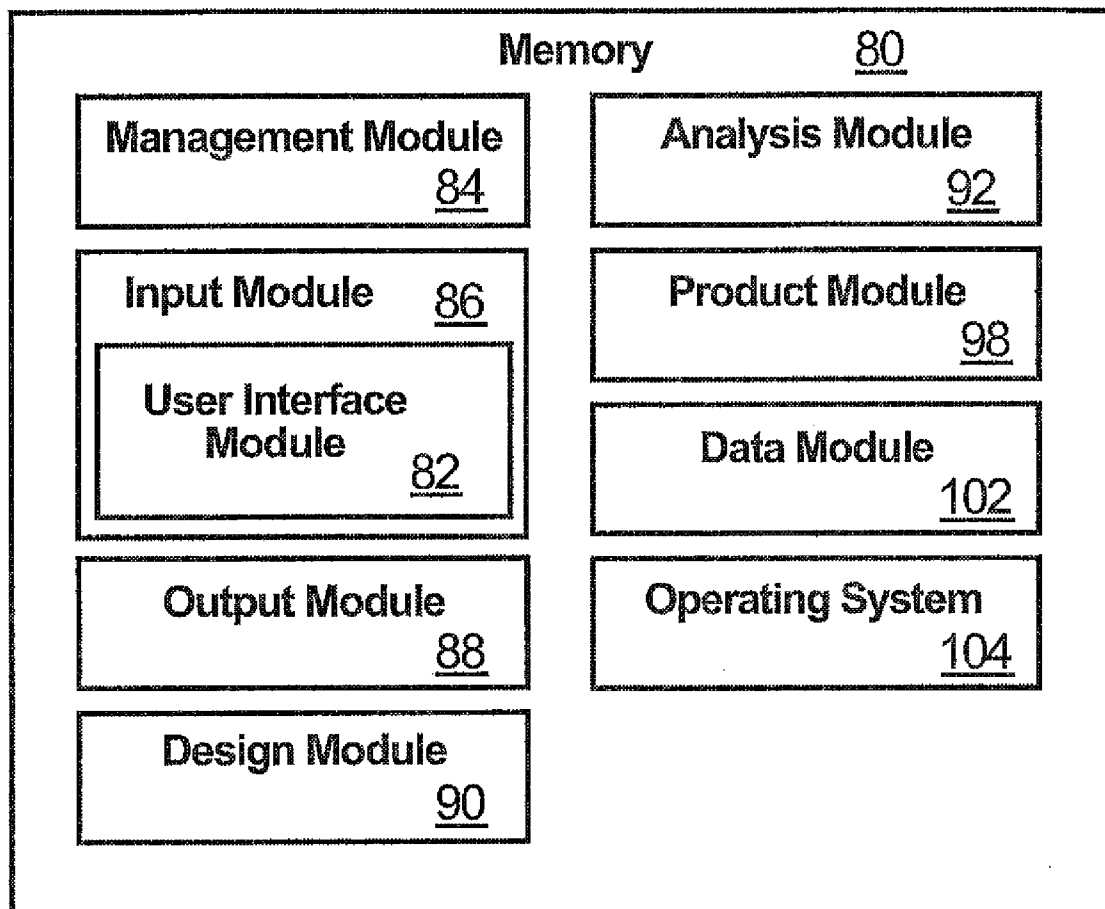 Memory 80
Management Module
84
Input Module 86
User Interface
Module
82
Output Module
88
Design Module
90
Analysis Module
92
Product Module
98
Data Module
102
Operating System
104